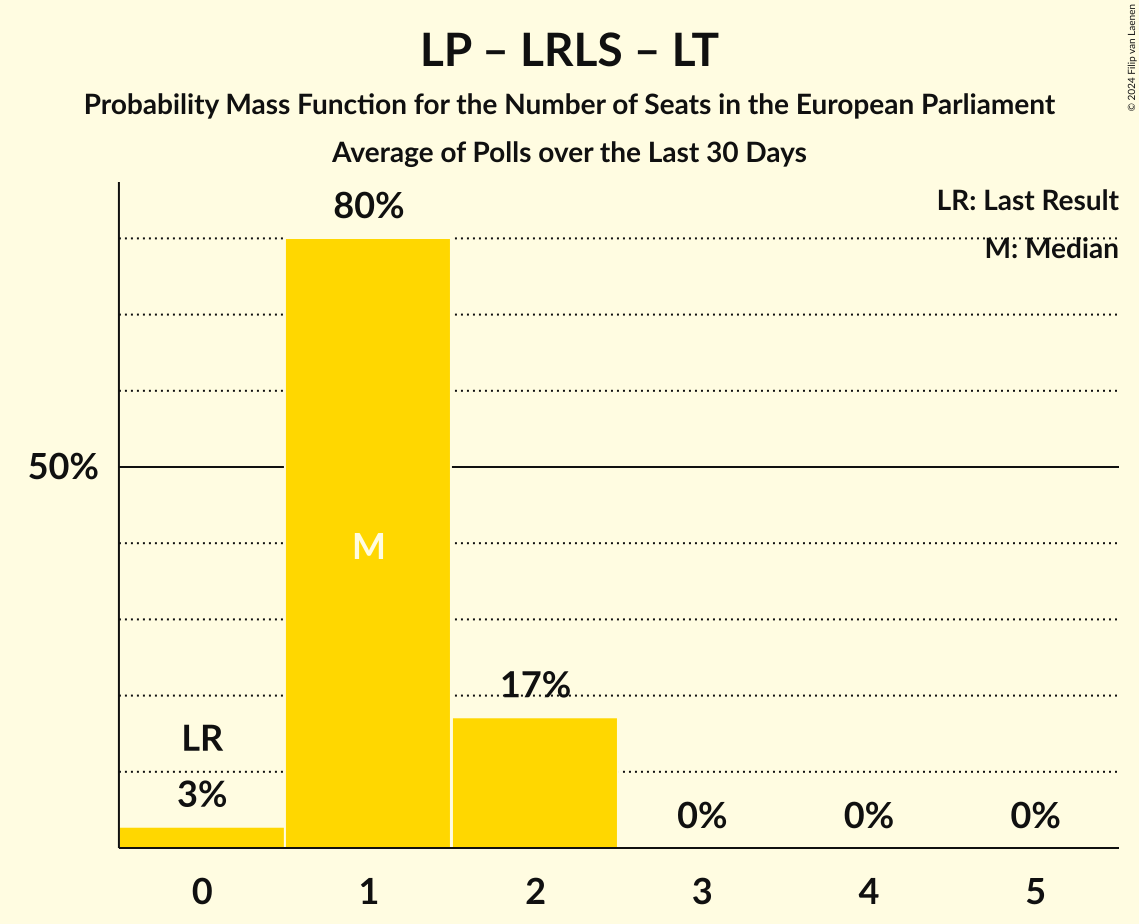 LP – LRLS – LT
Probability Mass Function for the Number of Seats in the European Parliament
Average of Polls over the Last 30 Days
© 2024 Filip van Laenen
LR: Last Result
M: Median
80%
50%
M
17%
LR
3%
0%
0%
0%
0
1
2
3
4
5